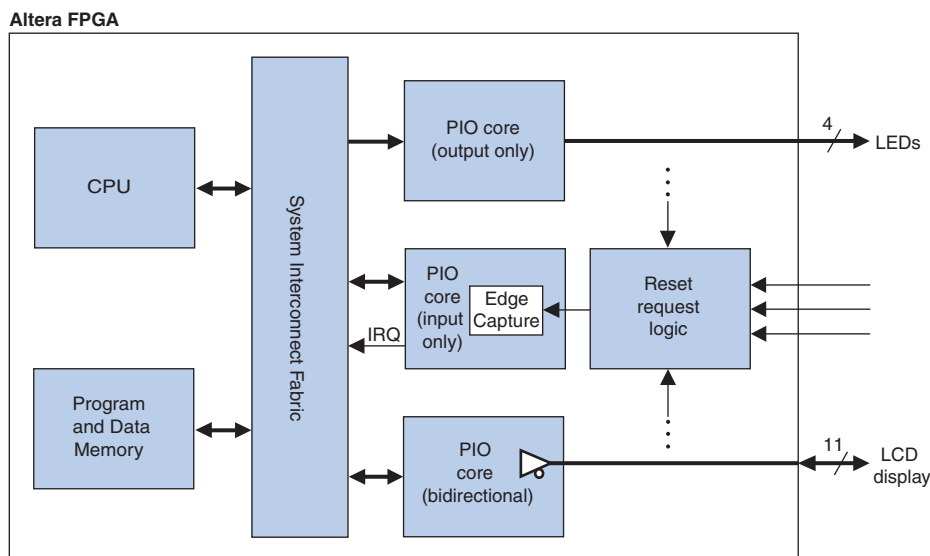 Altera FPGA
CPU
Program
and Data
Memory
System Interconnect Fabric
PIO core
(output only)
4
LEDs
PIO
core
(input
only)
Edge
Capture
IRQ
Reset
request
logic
PIO
core
(bidirectional)
11
LCD
display